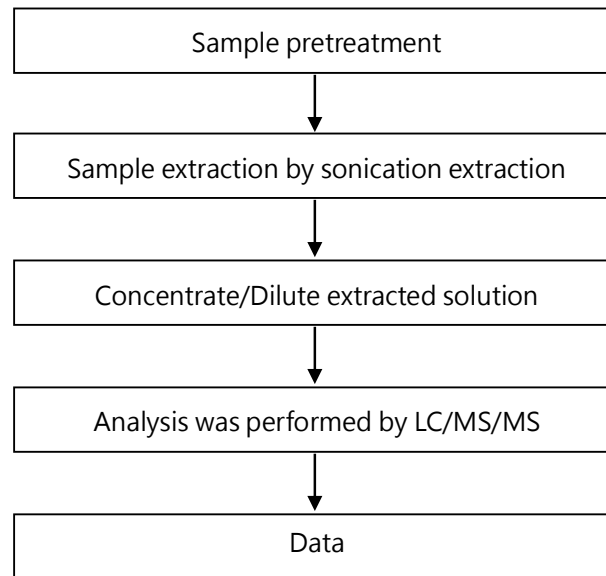 Sample pretreatment
Sample extraction by sonication extraction
Concentrate/Dilute extracted solution
Analysis was performed by LC/MS/MS
Data